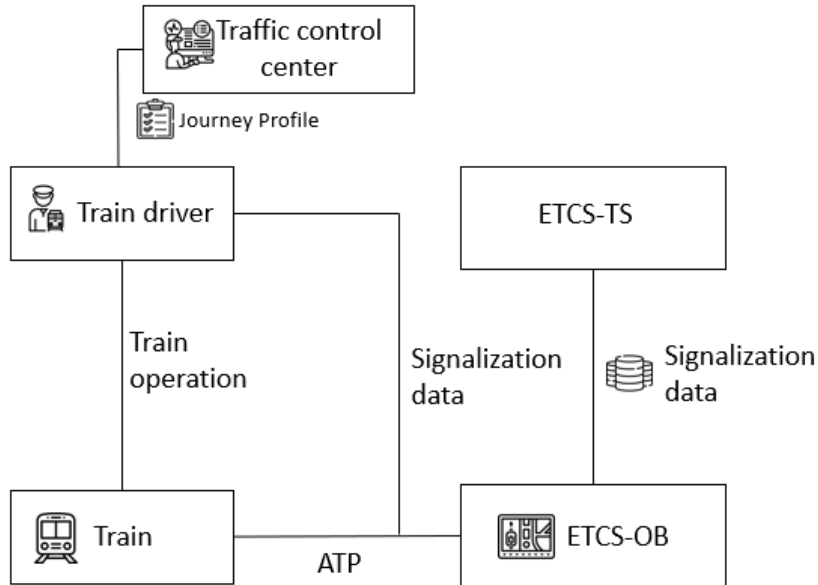 Traffic control
center
Journey Profile
Train driver
ETCS-TS
Train
operation
Signalization
data
Signalization
data
Train
ATP
ETCS-OB